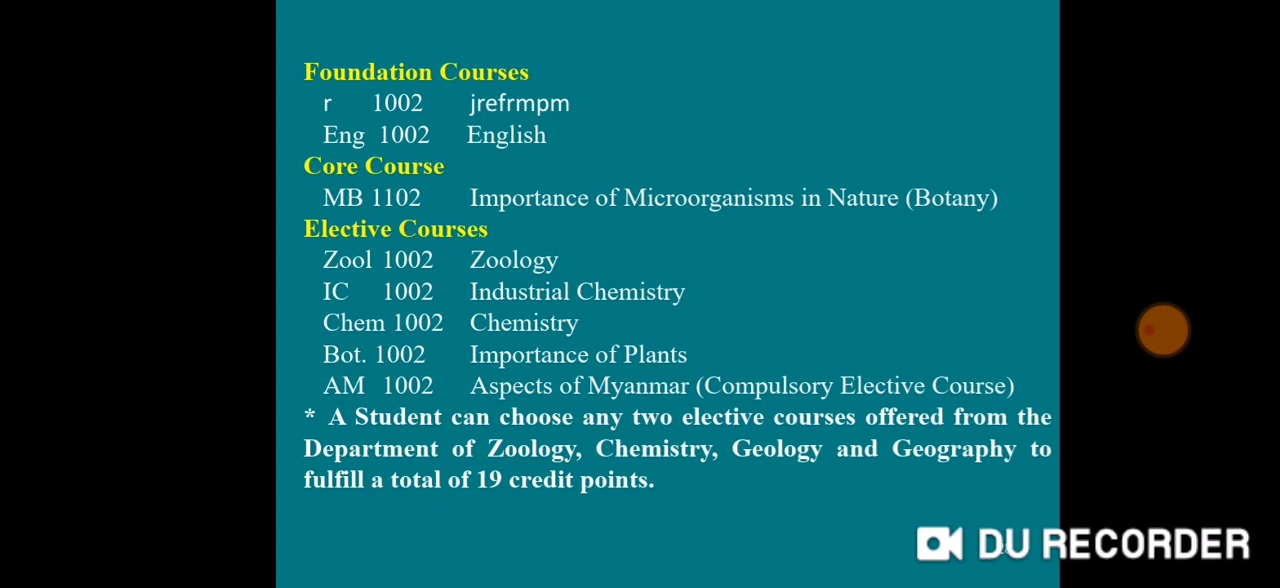 Foundation Courses
r 1002 jrefrmpm
Eng 1002 English
Core Course
MB 1102 Importance of Microorganisms in Nature (Botany)
Elective Courses
Zool 1002 Zoology
IC 1002 Industrial Chemistry
Chem 1002 Chemistry
Bot. 1002 Importance of Plants
AM 1002 Aspects of Myanmar (Compulsory Elective Course)
* A Student can choose any two elective courses offered from the
Department of Zoology, Chemistry, Geology and Geography to
fulfill a total of 19 credit points.
DU RECORDER